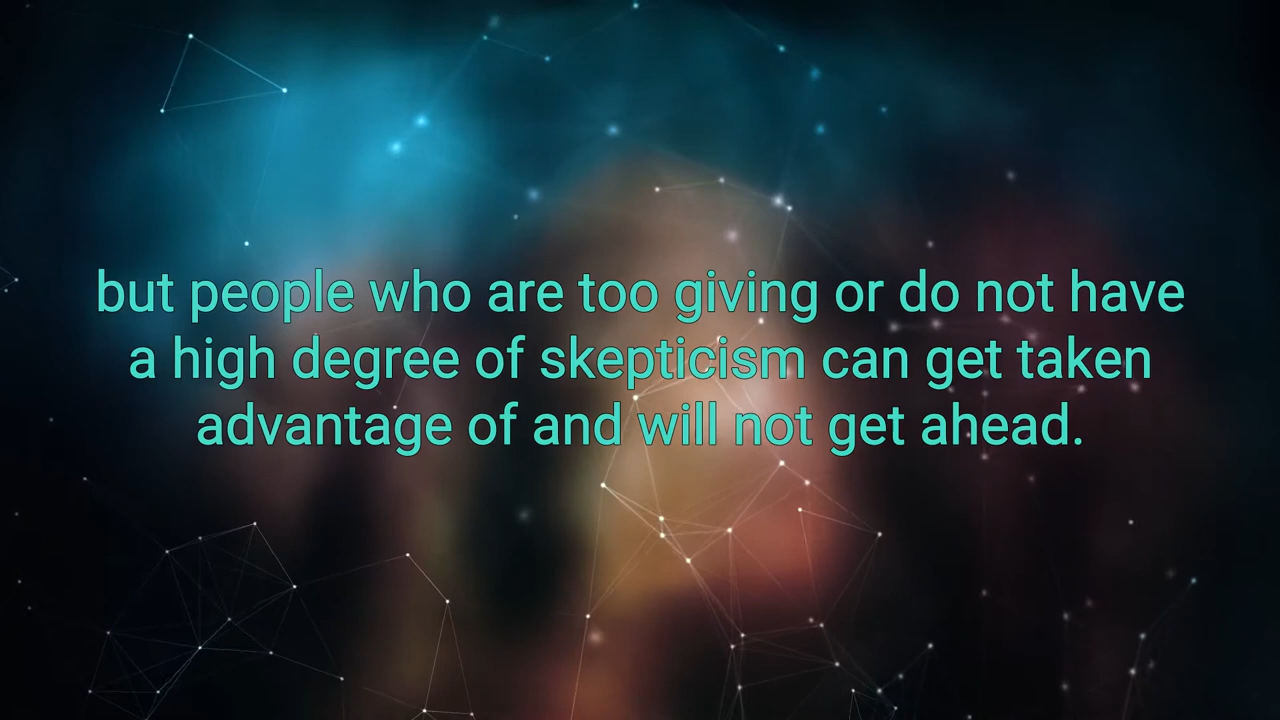 but people who are too giving or do not have
a high degree of skepticism can get taken
advantage of and will not get ahead.